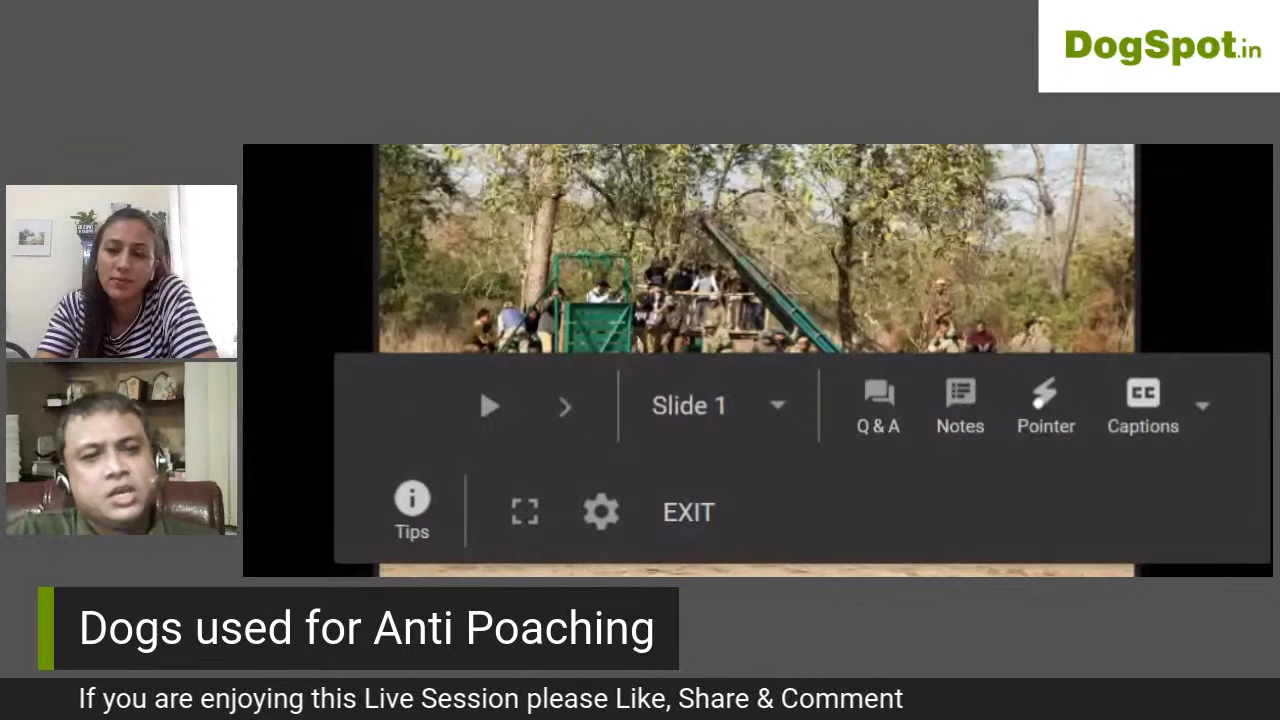 DogSpot.in
Slide 1
Q & A
Notes
Pointer
CC
Captions
i
Tips
EXIT
Dogs used for Anti Poaching
If you are enjoying this Live Session please Like, Share & Comment